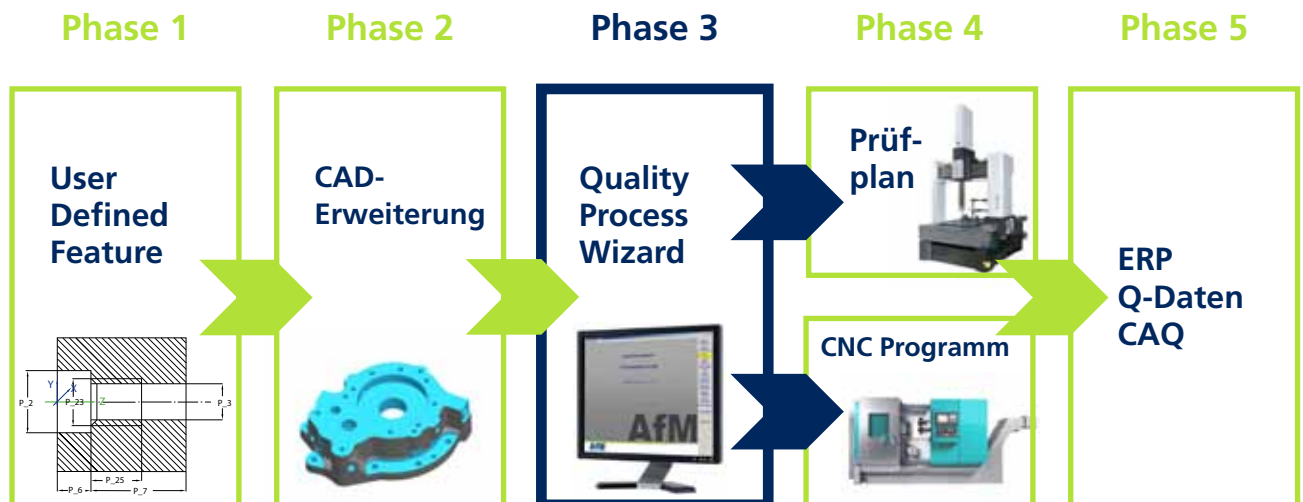 Phase 1
Phase 2
Phase 3
Phase 4
Phase 5
User
Defined
Feature
CAD-
Erweiterung
Quality
Process
Wizard
Prüf-
plan
CNC Programm
ERP
Q-Daten
CAQ
Y
X
Z
P_2
P_23
P_3
P_25
P_6
P_7
AfM
AfM